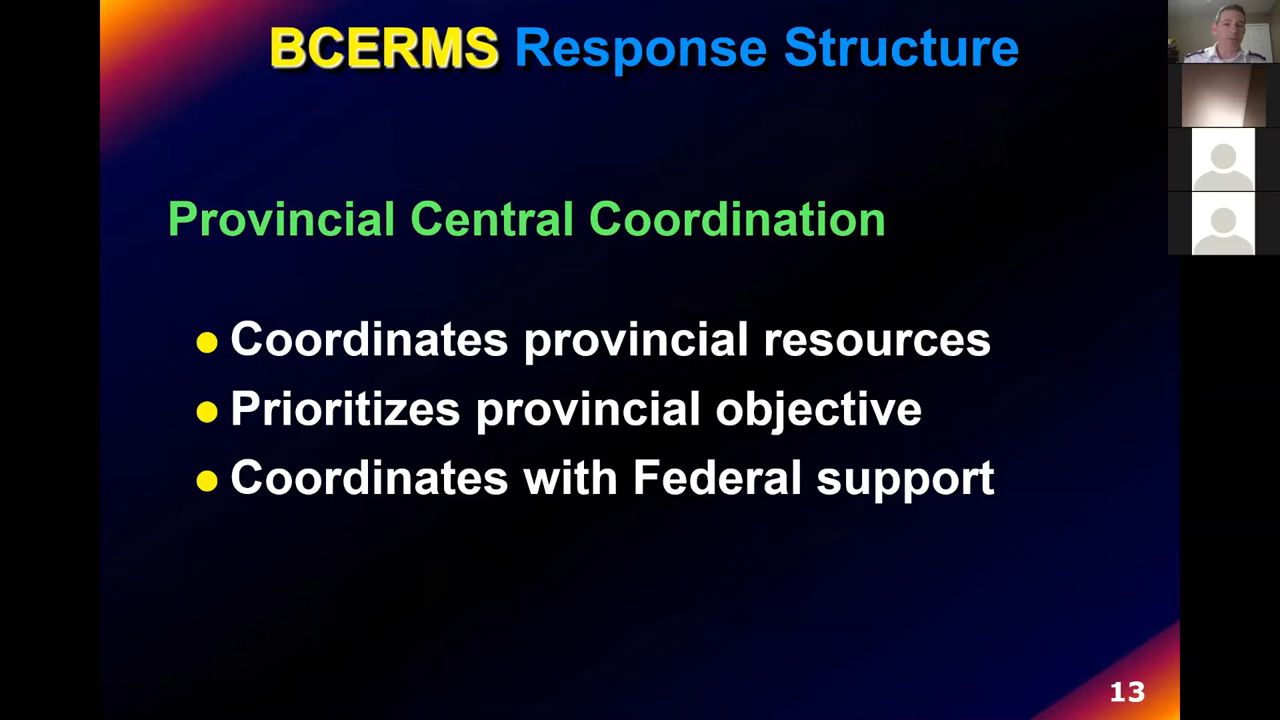 BCERMS Response Structure
Provincial Central Coordination
Coordinates provincial resources
Prioritizes provincial objective
Coordinates with Federal support
13